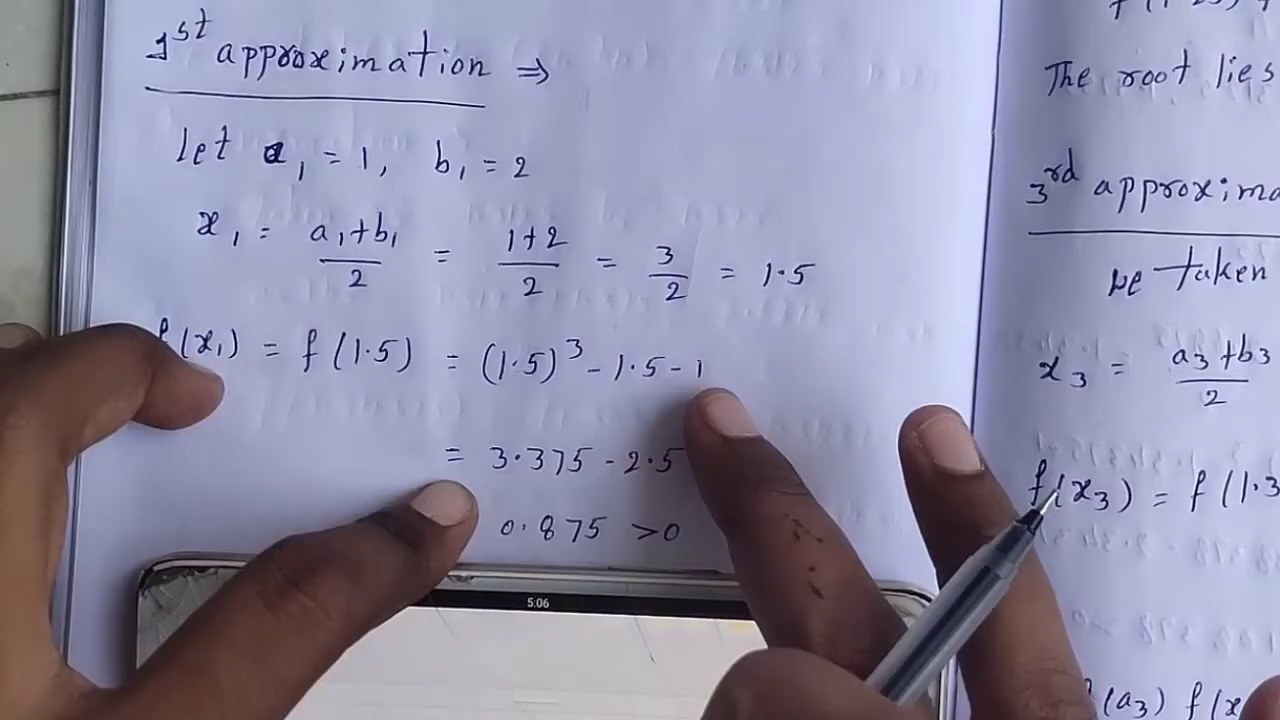 1st approximation ⇒
Let a₁ = 1, b₁ = 2
x₁ = (a₁+b₁)/2 = (1+2)/2 = 3/2 = 1.5
f(x₁) = f(1.5) = (1.5)³ - 1.5 - 1
= 3.375 - 2.5
0.875 > 0
5:06
The root lies
3rd approxima
be taken
x₃ = (a₃+b₃)/2
f(x₃) = f(1.3
(a₃) f(x